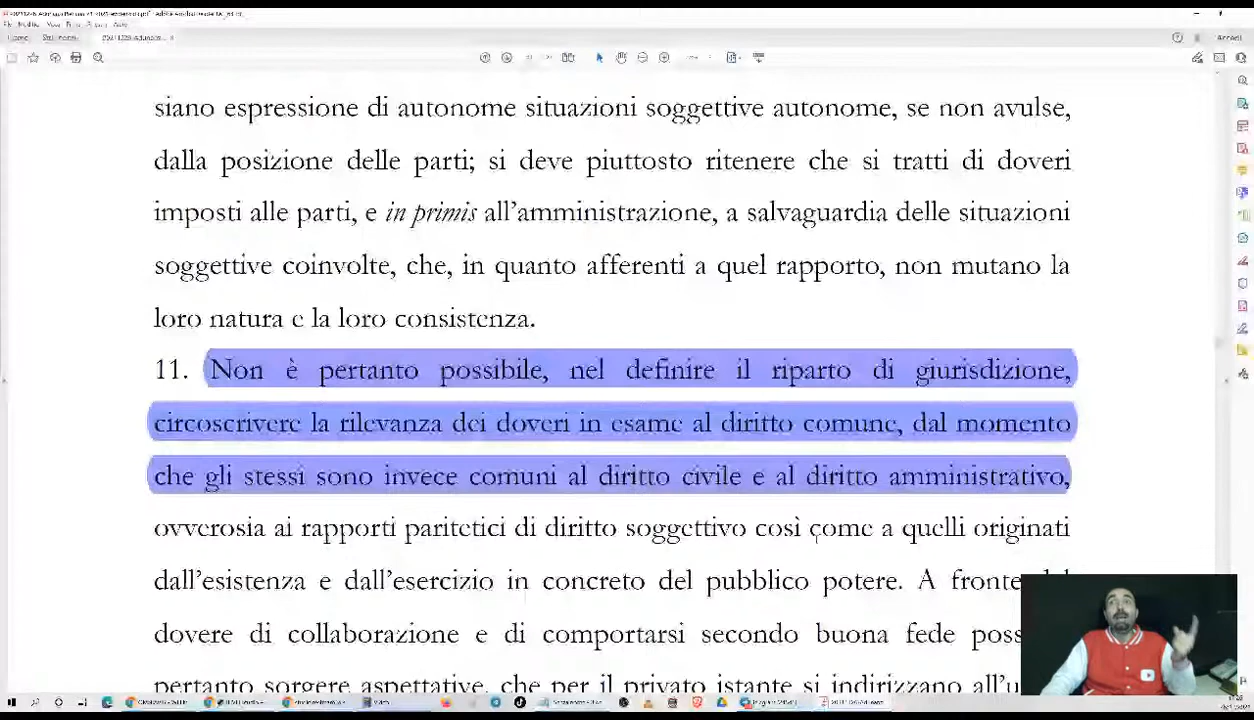 siano espressione di autonome situazioni soggettive autonome, se non avulse,
dalla posizione delle parti; si deve piuttosto ritenere che si tratti di doveri
imposti alle parti, e in primis all’amministrazione, a salvaguardia delle situazioni
soggettive coinvolte, che, in quanto afferenti a quel rapporto, non mutano la
loro natura e la loro consistenza.
11. Non è pertanto possibile, nel definire il riparto di giurisdizione,
circoscrivere la rilevanza dei doveri in esame al diritto comune, dal momento
che gli stessi sono invece comuni al diritto civile e al diritto amministrativo,
ovverosia ai rapporti paritetici di diritto soggettivo così come a quelli originati
dall’esistenza e dall’esercizio in concreto del pubblico potere. A fronte
dovere di collaborazione e di comportarsi secondo buona fede
pertanto sorgere aspettative, che per il privato istante si indirizzano